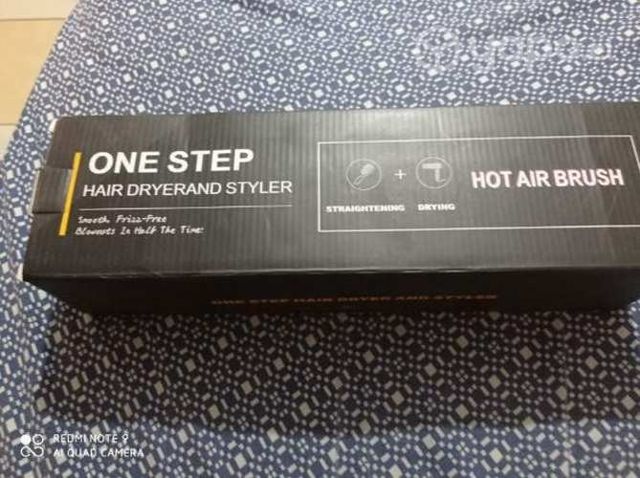 ONE STEP
HAIR DRYERAND STYLER
Smooth Frizz-Free
Blowouts In Half The Time!
+
STRAIGHTENING DRYING
HOT AIR BRUSH
ONE STEP HAIR DRYER AND STYLER
REDMI NOTE 9
AI QUAD CAMERA